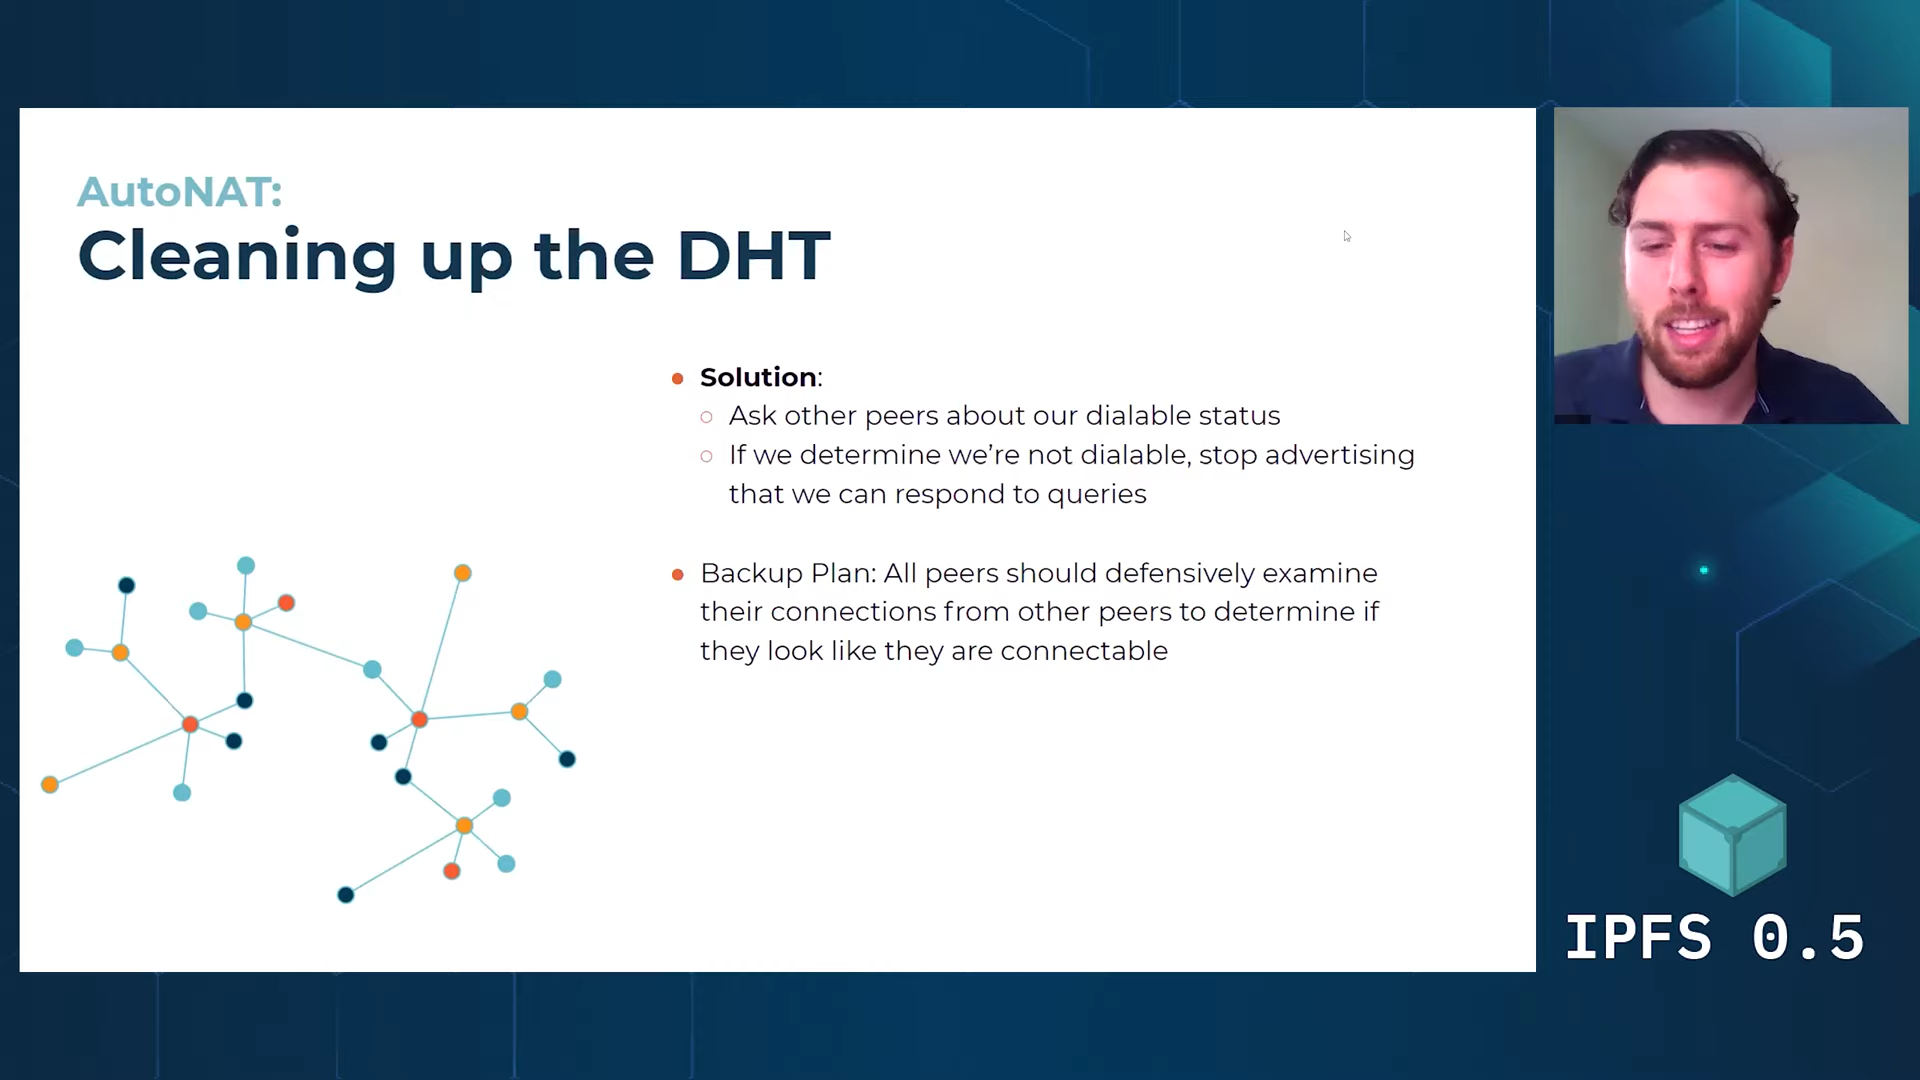 AutoNAT:
Cleaning up the DHT
Solution:
Ask other peers about our dialable status
If we determine we’re not dialable, stop advertising
that we can respond to queries
Backup Plan: All peers should defensively examine
their connections from other peers to determine if
they look like they are connectable
IPFS 0.5